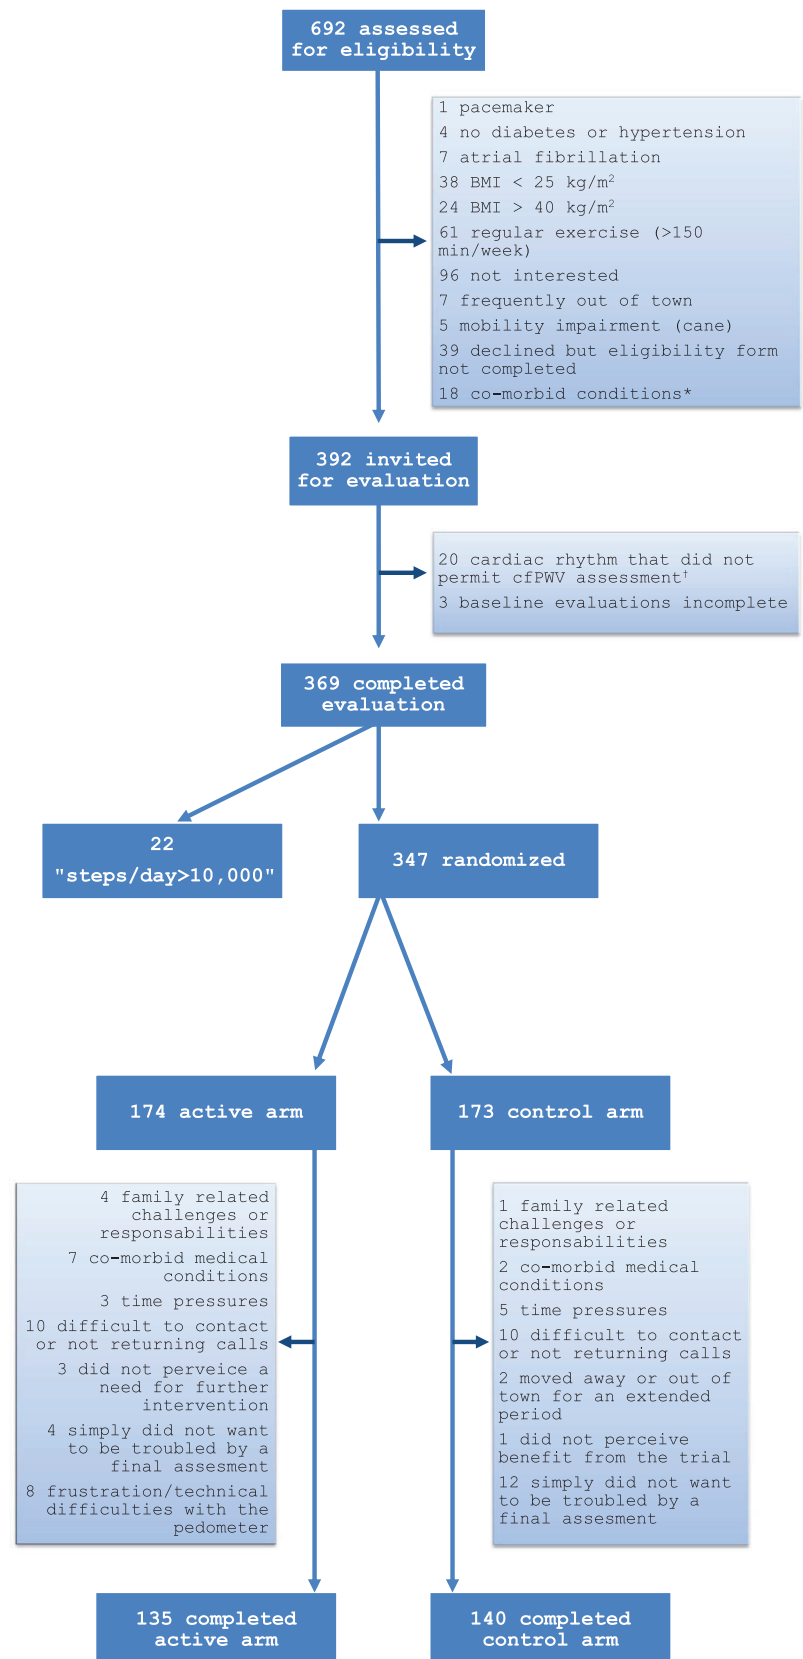 692 assessed
for eligibility
1 pacemaker
4 no diabetes or hypertension
7 atrial fibrillation
38 BMI < 25 kg/m²
24 BMI > 40 kg/m²
61 regular exercise (>150
min/week)
96 not interested
7 frequently out of town
5 mobility impairment (cane)
39 declined but eligibility form
not completed
18 co-morbid conditions*
392 invited
for evaluation
20 cardiac rhythm that did not
permit cfPWV assessment†
3 baseline evaluations incomplete
369 completed
evaluation
22
"steps/day>10,000"
347 randomized
174 active arm
173 control arm
4 family related
challenges or
responsabilities
7 co-morbid medical
conditions
3 time pressures
10 difficult to contact
or not returning calls
3 did not perveice a
need for further
intervention
4 simply did not want
to be troubled by a
final assesment
8 frustration/technical
difficulties with the
pedometer
1 family related
challenges or
responsabilities
2 co-morbid medical
conditions
5 time pressures
10 difficult to contact
or not returning calls
2 moved away or out of
town for an extended
period
1 did not perceive
benefit from the trial
12 simply did not want
to be troubled by a
final assesment
135 completed
active arm
140 completed
control arm